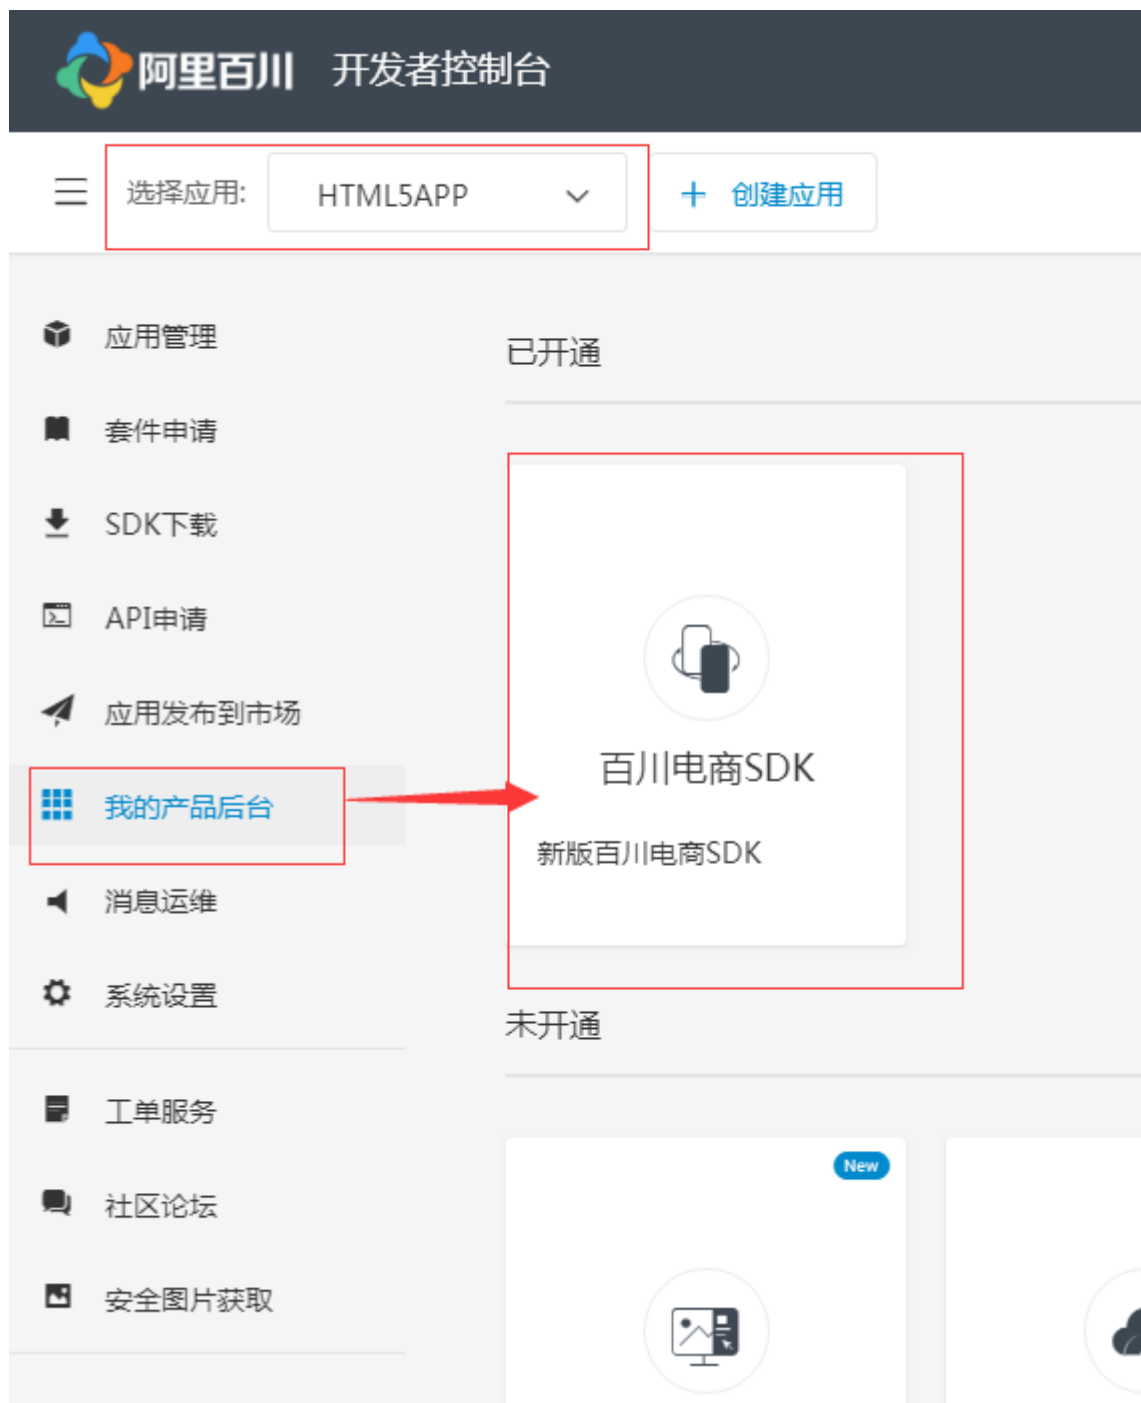 阿里百川 开发者控制台
选择应用: HTML5APP + 创建应用
应用管理
套件申请
SDK下载
API申请
应用发布到市场
我的产品后台
消息运维
系统设置
工单服务
社区论坛
安全图片获取
已开通
百川电商SDK
新版百川电商SDK
未开通
New